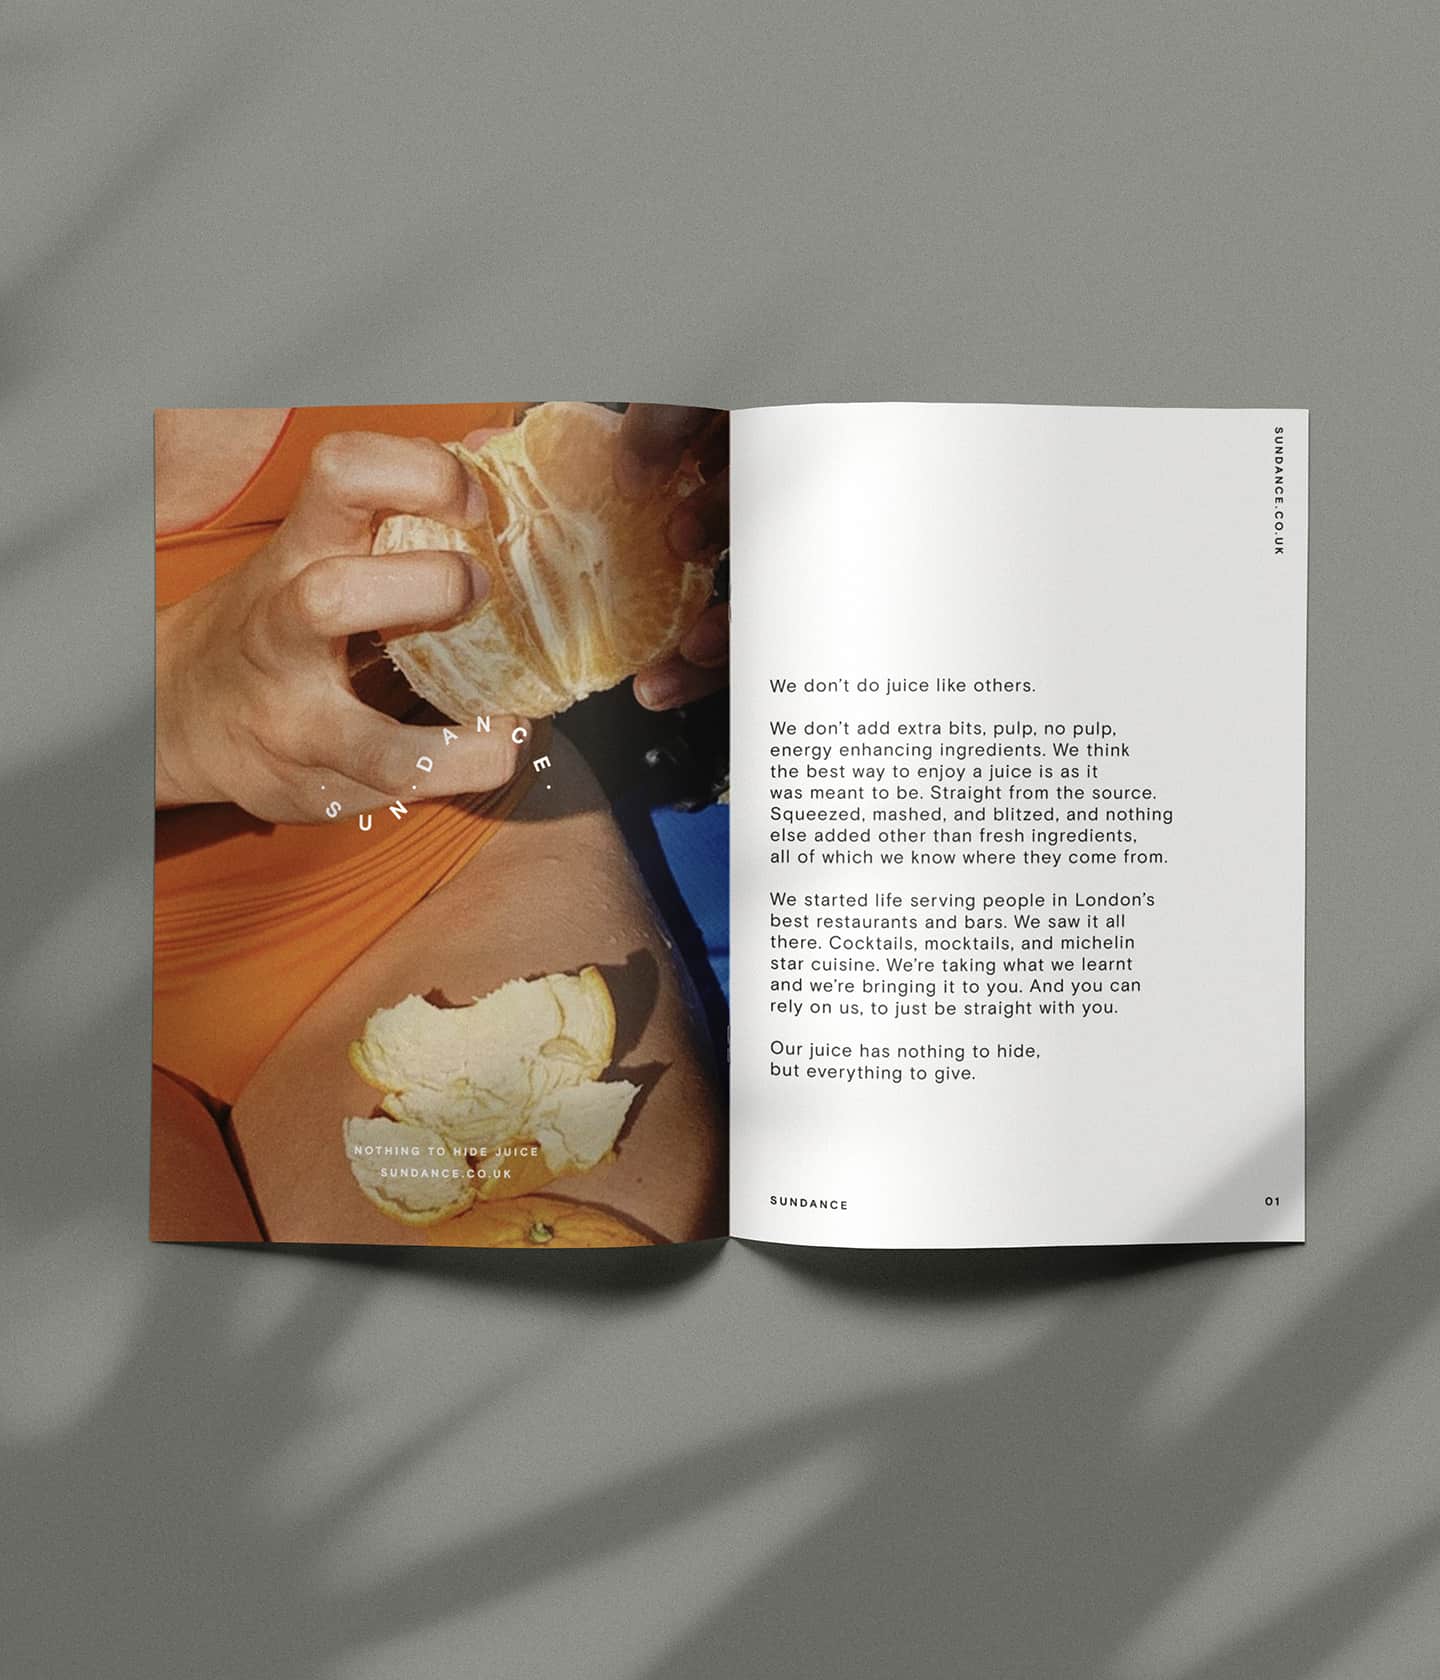 ·SUN·DANCE·
NOTHING TO HIDE JUICE
SUNDANCE.CO.UK
SUNDANCE.CO.UK
We don't do juice like others.
We don't add extra bits, pulp, no pulp,
energy enhancing ingredients. We think
the best way to enjoy a juice is as it
was meant to be. Straight from the source.
Squeezed, mashed, and blitzed, and nothing
else added other than fresh ingredients,
all of which we know where they come from.
We started life serving people in London's
best restaurants and bars. We saw it all
there. Cocktails, mocktails, and michelin
star cuisine. We're taking what we learnt
and we're bringing it to you. And you can
rely on us, to just be straight with you.
Our juice has nothing to hide,
but everything to give.
SUNDANCE
01